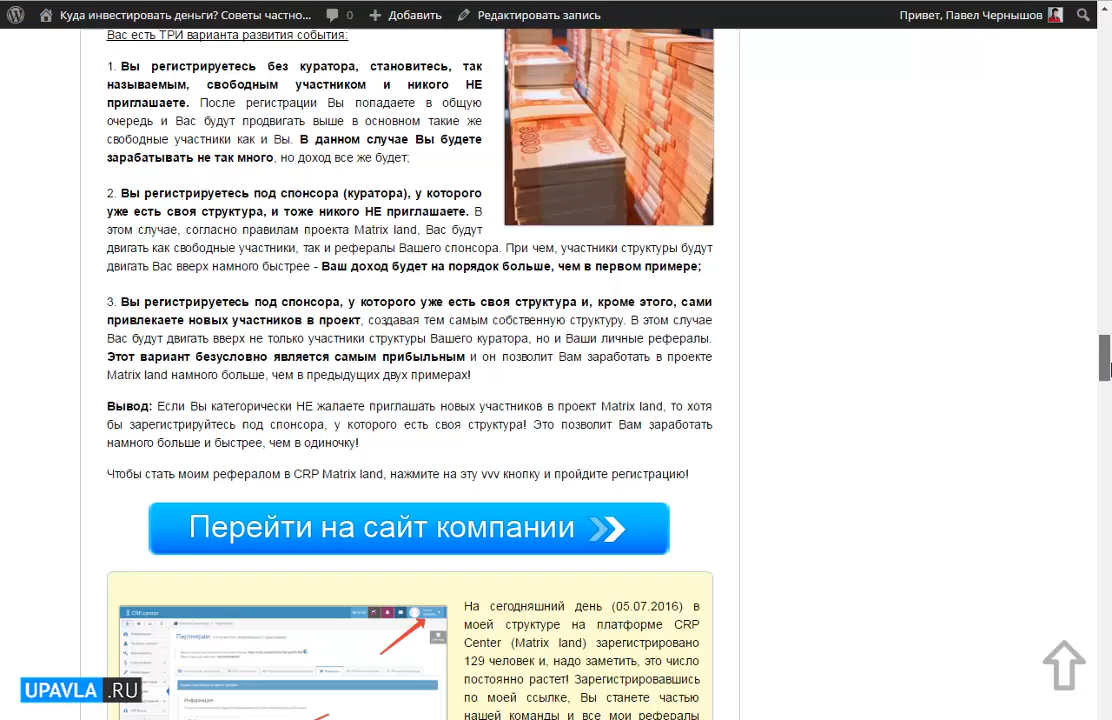 Куда инвестировать деньги? Советы частно... 0 Добавить Редактировать запись Привет, Павел Чернышов
Вас есть ТРИ варианта развития события:
1. Вы регистрируетесь без куратора, становитесь, так
называемым, свободным участником и никого НЕ
приглашаете. После регистрации Вы попадаете в общую
очередь и Вас будут продвигать выше в основном такие же
свободные участники как и Вы. В данном случае Вы будете
зарабатывать не так много, но доход все же будет;
2. Вы регистрируетесь под спонсора (куратора), у которого
уже есть своя структура, и тоже никого НЕ приглашаете. В
этом случае, согласно правилам проекта Matrix land, Вас будут
двигать как свободные участники, так и рефералы Вашего спонсора. При чем, участники структуры будут
двигать Вас вверх намного быстрее - Ваш доход будет на порядок больше, чем в первом примере;
3. Вы регистрируетесь под спонсора, у которого уже есть своя структура и, кроме этого, сами
привлекаете новых участников в проект, создавая тем самым собственную структуру. В этом случае
Вас будут двигать вверх не только участники структуры Вашего куратора, но и Ваши личные рефералы.
Этот вариант безусловно является самым прибыльным и он позволит Вам заработать в проекте
Matrix land намного больше, чем в предыдущих двух примерах!
Вывод: Если Вы категорически НЕ жалаете приглашать новых участников в проект Matrix land, то хотя
бы зарегистрируйтесь под спонсора, у которого есть своя структура! Это позволит Вам заработать
намного больше и быстрее, чем в одиночку!
Чтобы стать моим рефералом в CRP Matrix land, нажмите на эту vvv кнопку и пройдите регистрацию!
Перейти на сайт компании
CRP.center
Партнерам
Информация
На сегодняшний день (05.07.2016) в
моей структуре на платформе CRP
Center (Matrix land) зарегистрировано
129 человек и, надо заметить, это число
постоянно растет! Зарегистрировавшись
по моей ссылке, Вы станете частью
нашей команды и все мои рефералы
UPAVLA.RU